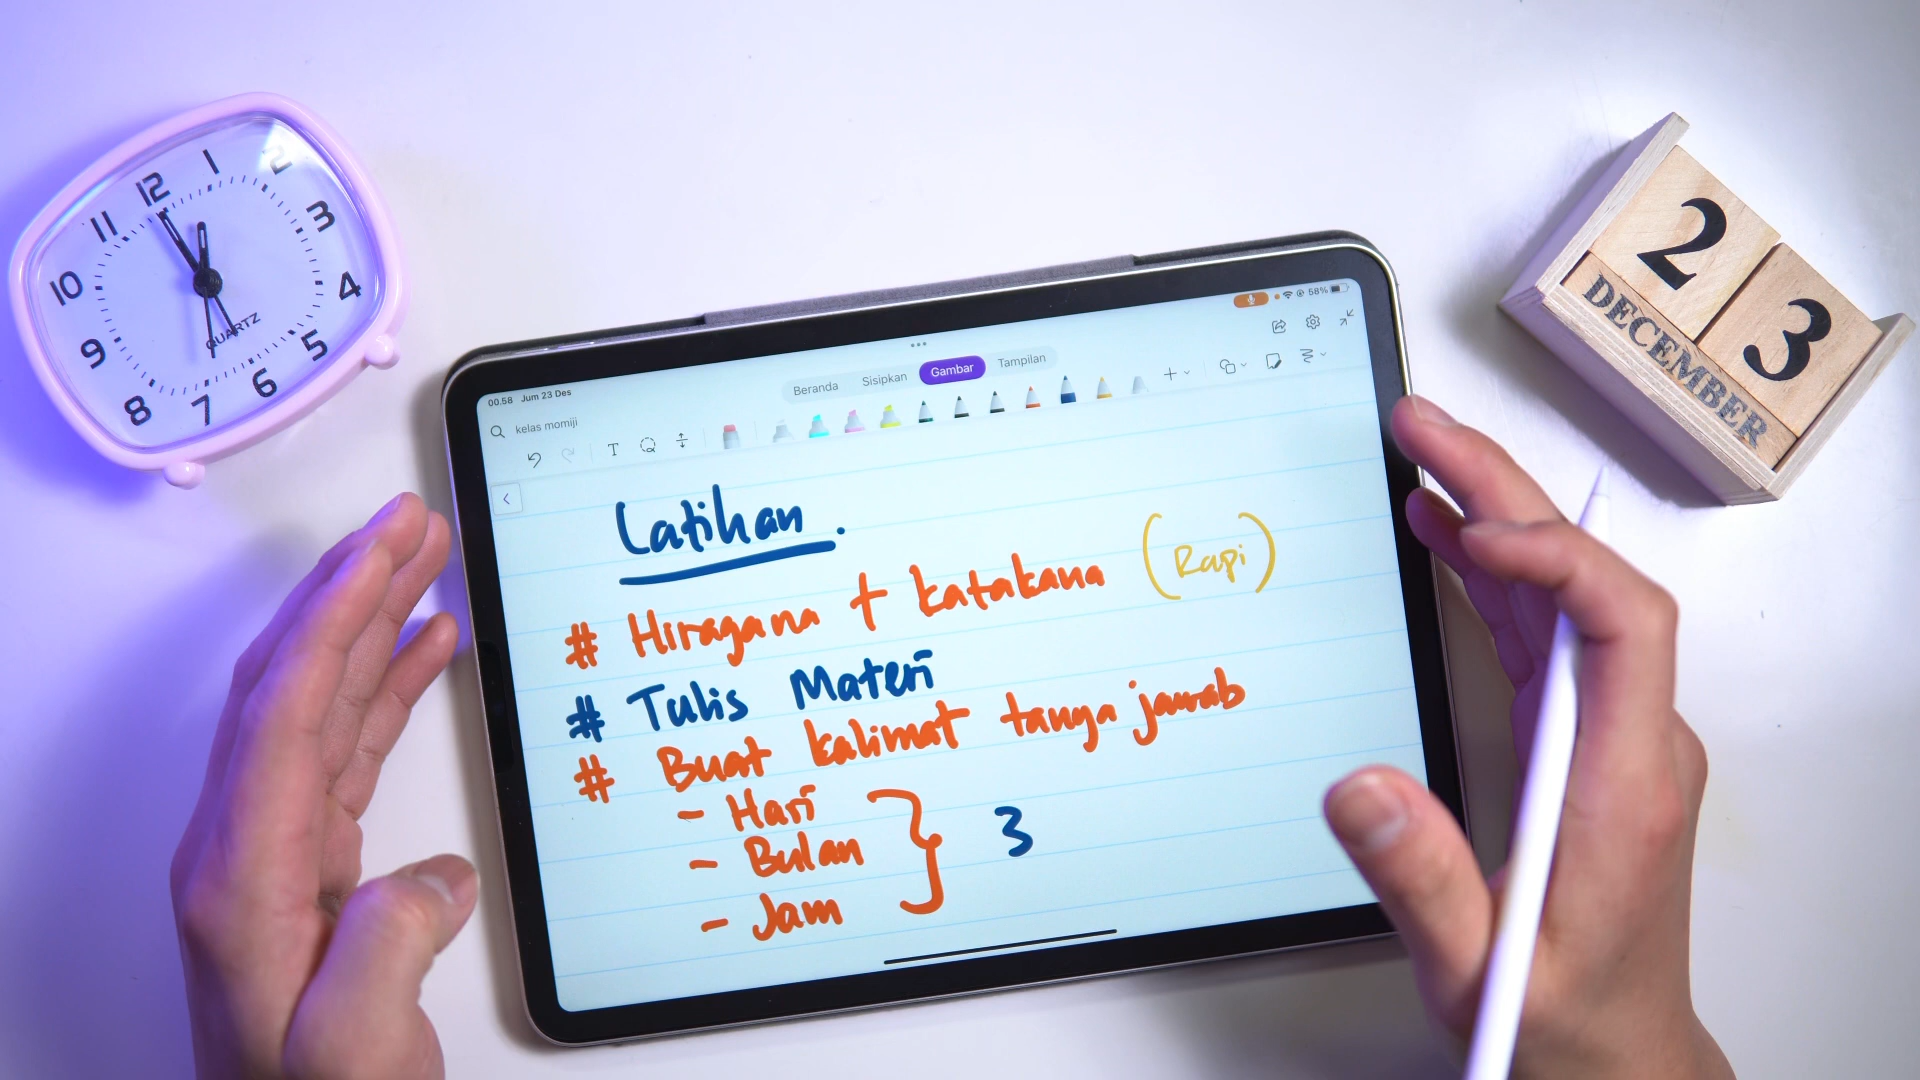 12
1
2
3
4
5
6
7
8
9
10
11
QUARTZ
23
DECEMBER
00.58 Jum 23 Des
58%
Beranda Sisipkan Gambar Tampilan
kelas momiji
T
Latihan.
# Hiragana + katakana (Rapi)
# Tulis Materi
# Buat kalimat tanya jawab
- Hari
- Bulan } 3
- Jam